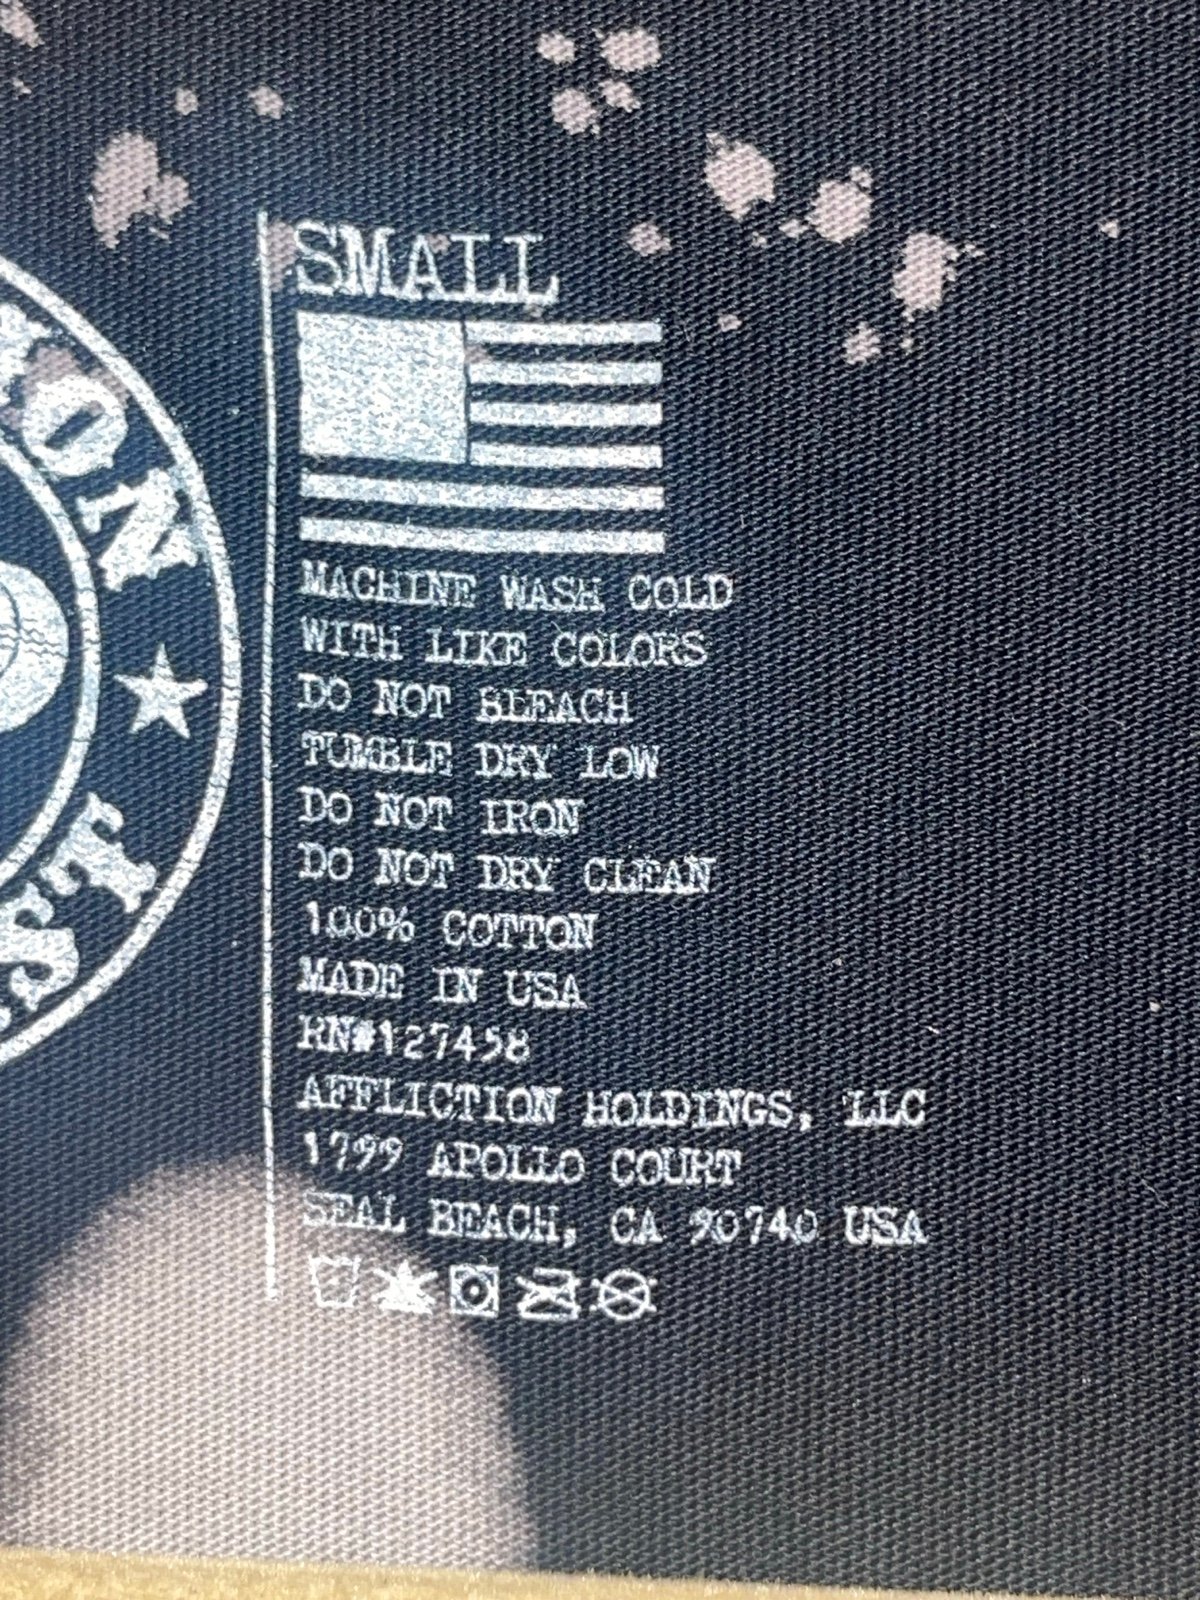 SMALL
MACHINE WASH COLD
WITH LIKE COLORS
DO NOT BLEACH
TUMBLE DRY LOW
DO NOT IRON
DO NOT DRY CLEAN
100% COTTON
MADE IN USA
RN#127458
AFFLICTION HOLDINGS, LLC
1799 APOLLO COURT
SEAL BEACH, CA 90740 USA